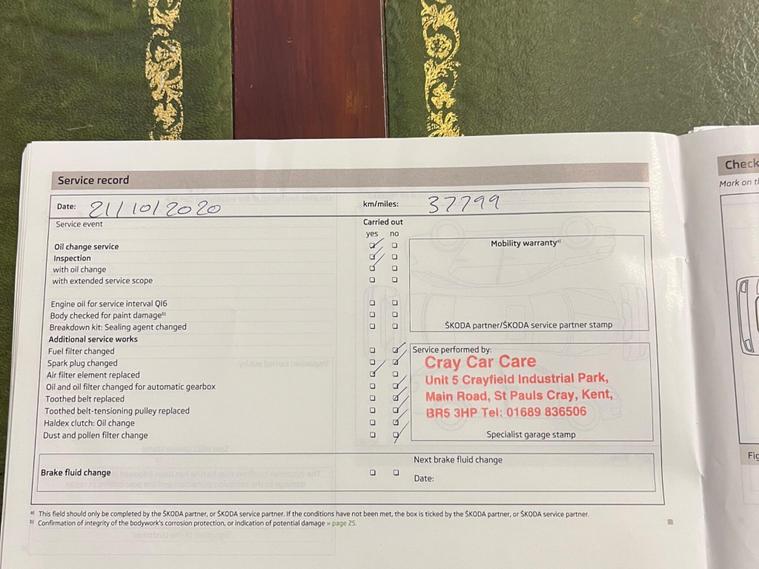 Service record
Check
Mark on th
Date: 21/10/2020 km/miles: 37799
Service event Carried out
yes no
Oil change service
Inspection
with oil change
with extended service scope
Engine oil for service interval QI6
Body checked for paint damage b)
Breakdown kit: Sealing agent changed
Additional service works
Fuel filter changed
Spark plug changed
Air filter element replaced
Oil and oil filter changed for automatic gearbox
Toothed belt replaced
Toothed belt-tensioning pulley replaced
Haldex clutch: Oil change
Dust and pollen filter change
Mobility warranty a)
ŠKODA partner/ŠKODA service partner stamp
Service performed by:
Cray Car Care
Unit 5 Crayfield Industrial Park,
Main Road, St Pauls Cray, Kent,
BR5 3HP Tel: 01689 836506
Specialist garage stamp
Brake fluid change
Next brake fluid change
Date:
a) This field should only be completed by the ŠKODA partner, or ŠKODA service partner. If the conditions have not been met, the box is ticked by the ŠKODA partner, or ŠKODA service partner.
b) Confirmation of integrity of the bodywork's corrosion protection, or indication of potential damage » page 25.
Fig